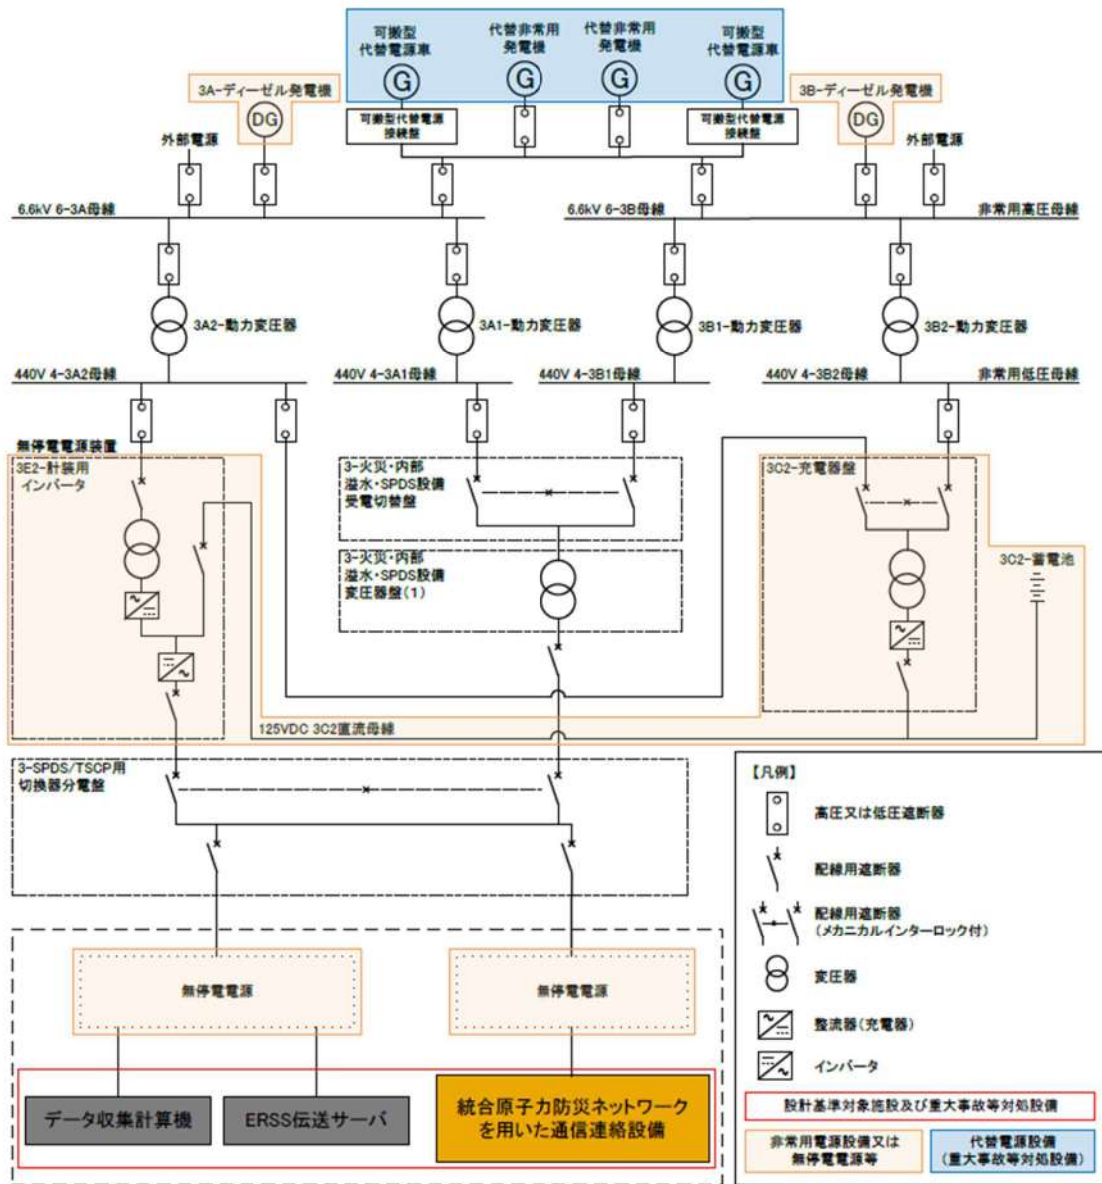 可搬型
代替電源車
代替非常用
発電機
代替非常用
発電機
可搬型
代替電源車
G
G
G
G
3A-ディーゼル発電機
3B-ディーゼル発電機
DG
DG
可搬型代替電源
接続盤
可搬型代替電源
接続盤
外部電源
外部電源
6.6kV 6-3A母線
6.6kV 6-3B母線
非常用高圧母線
3A2-動力変圧器
3A1-動力変圧器
3B1-動力変圧器
3B2-動力変圧器
440V 4-3A2母線
440V 4-3A1母線
440V 4-3B1母線
440V 4-3B2母線
非常用低圧母線
無停電電源装置
3E2-計装用
インバータ
3-火災・内部
溢水・SPDS設備
受電切替盤
3C2-充電器盤
3-火災・内部
溢水・SPDS設備
変圧器盤(1)
3C2-蓄電池
125VDC 3C2直流母線
3-SPDS/TSCP用
切換器分電盤
無停電電源
無停電電源
データ収集計算機
ERSS伝送サーバ
統合原子力防災ネットワーク
を用いた通信連絡設備
【凡例】
高圧又は低圧遮断器
配線用遮断器
配線用遮断器
(メカニカルインターロック付)
変圧器
整流器(充電器)
インバータ
設計基準対象施設及び重大事故等対処設備
非常用電源設備又は
無停電電源等
代替電源設備
(重大事故等対処設備)